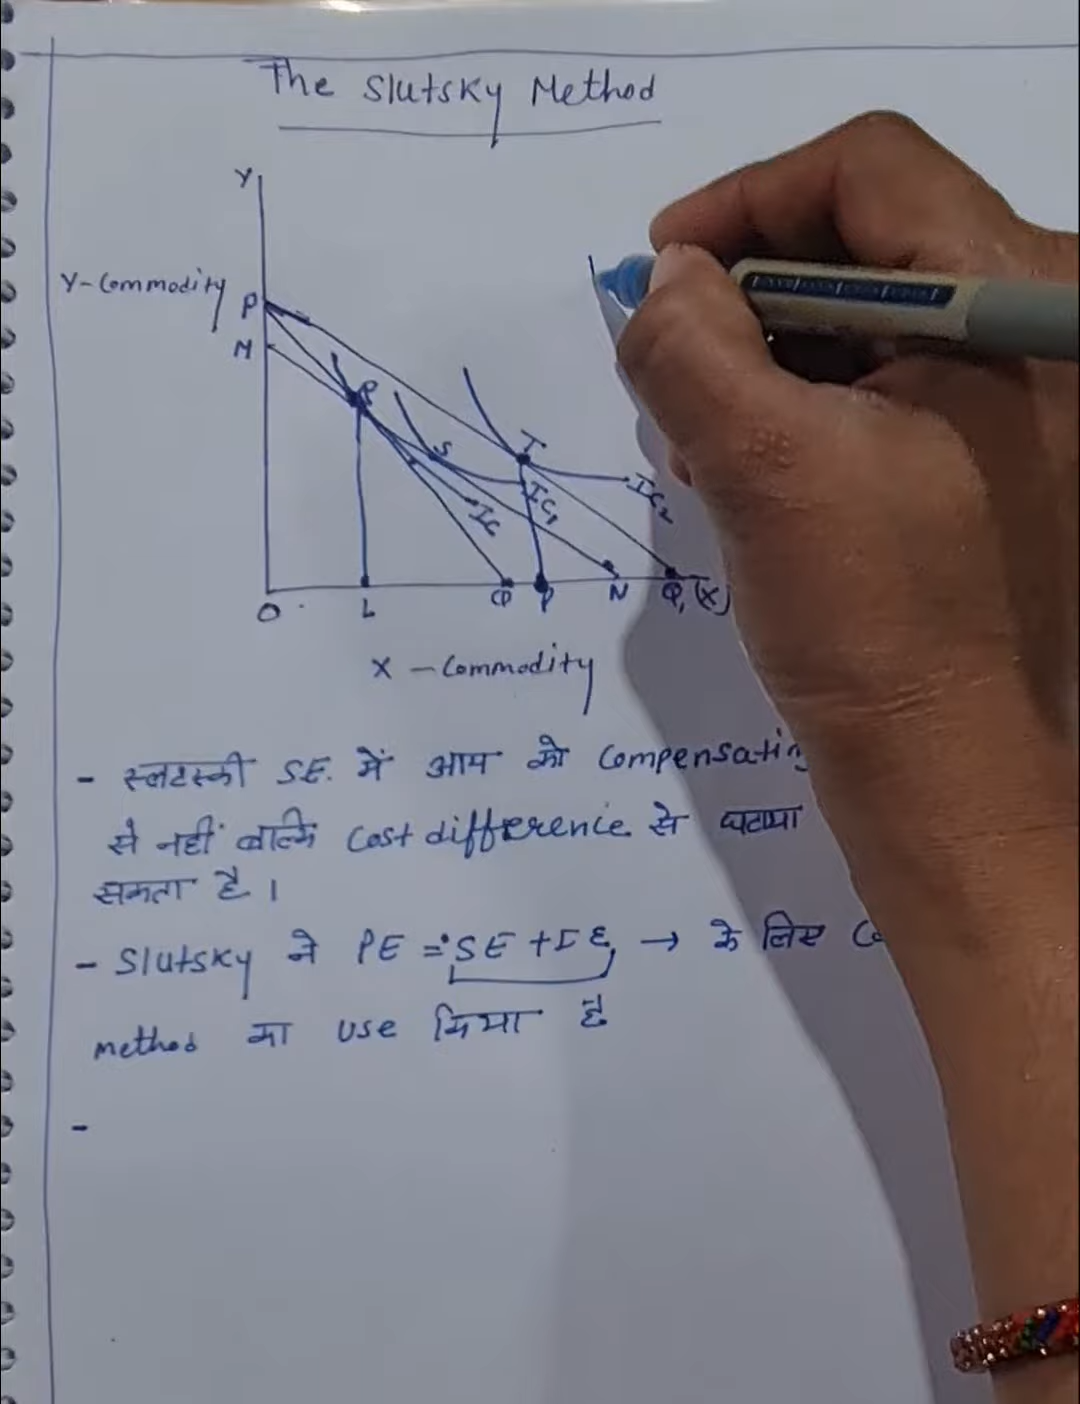 The Slutsky Method
Y
Y-Commodity
P
M
R
S
T
IC
IC1
IC2
O
L
Q
P
N
Q1 (X)
X - Commodity
- स्लटस्की SE. में आय को Compensating
से नहीं बल्कि Cost difference से घटाया
सकता है।
- Slutsky ने PE = SE + IE, → के लिए
method का use किया है
-